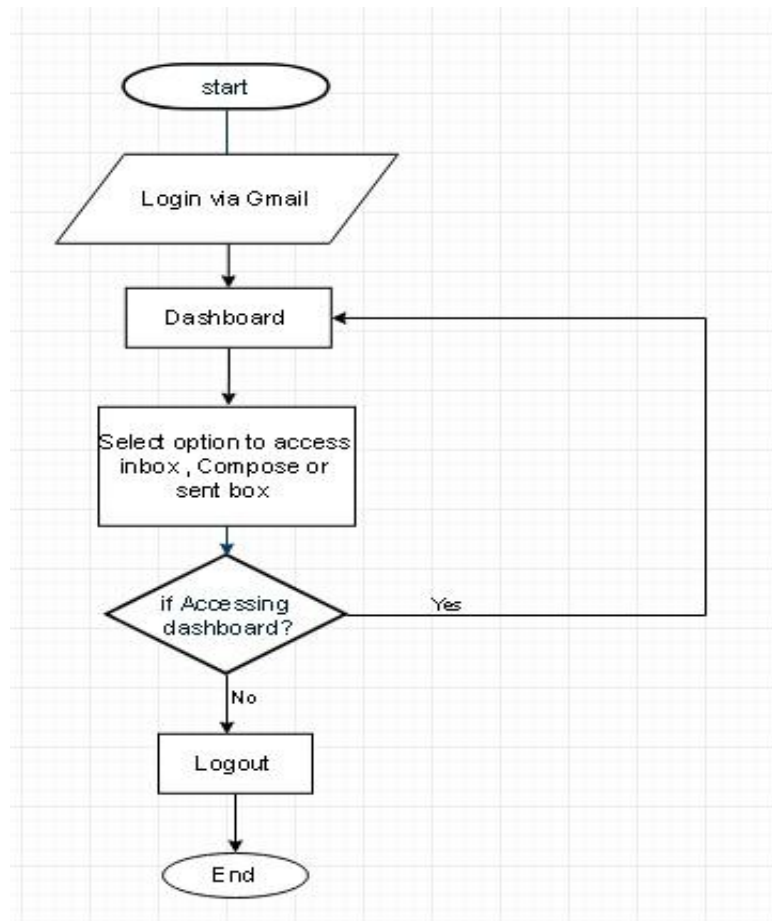 start
Login via Gmail
Dashboard
Select option to access
inbox , Compose or
sent box
if Accessing
dashboard?
Yes
No
Logout
End